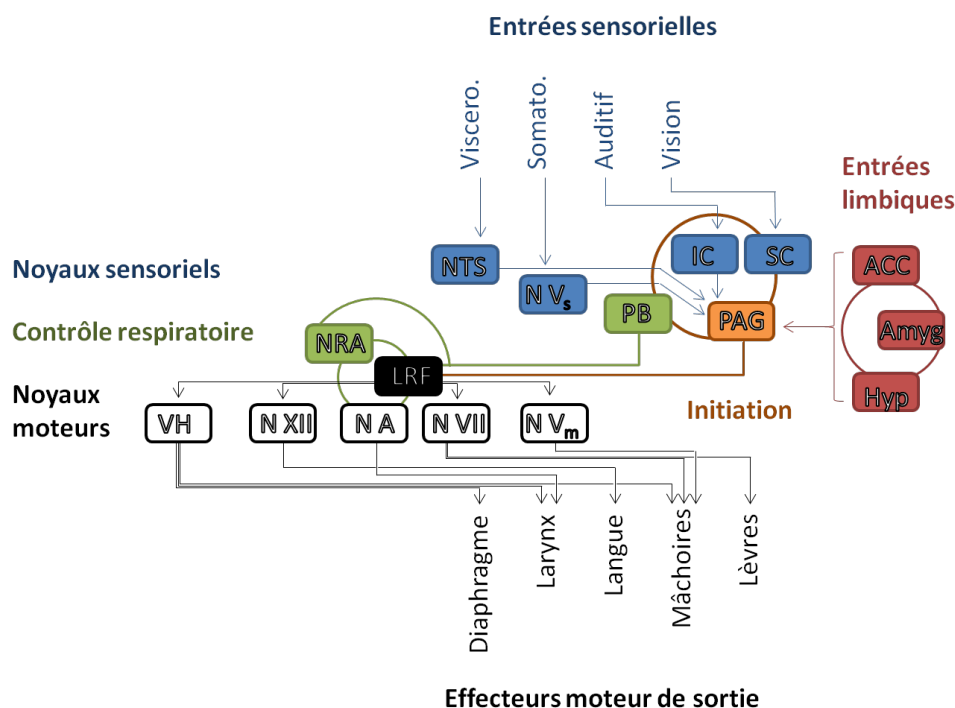 Entrées sensorielles
Viscero.
Somato.
Auditif
Vision
Entrées
limbiques
Noyaux sensoriels
NTS
IC
SC
ACC
N Vs
Contrôle respiratoire
PB
PAG
Amyg
NRA
LRF
Noyaux
moteurs
Initiation
Hyp
VH
N XII
N A
N VII
N Vm
Diaphragme
Larynx
Langue
Mâchoires
Lèvres
Effecteurs moteur de sortie